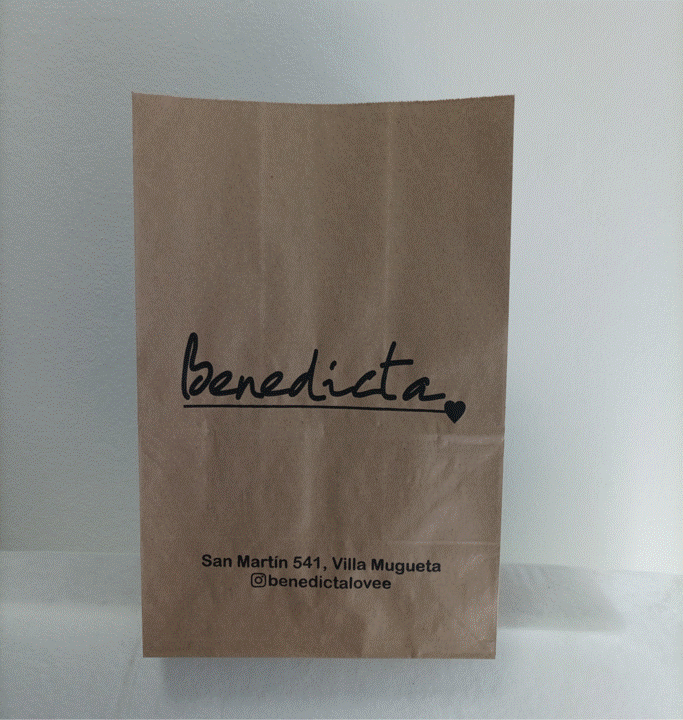 Benedicta
San Martín 541, Villa Mugueta
benedictalovee